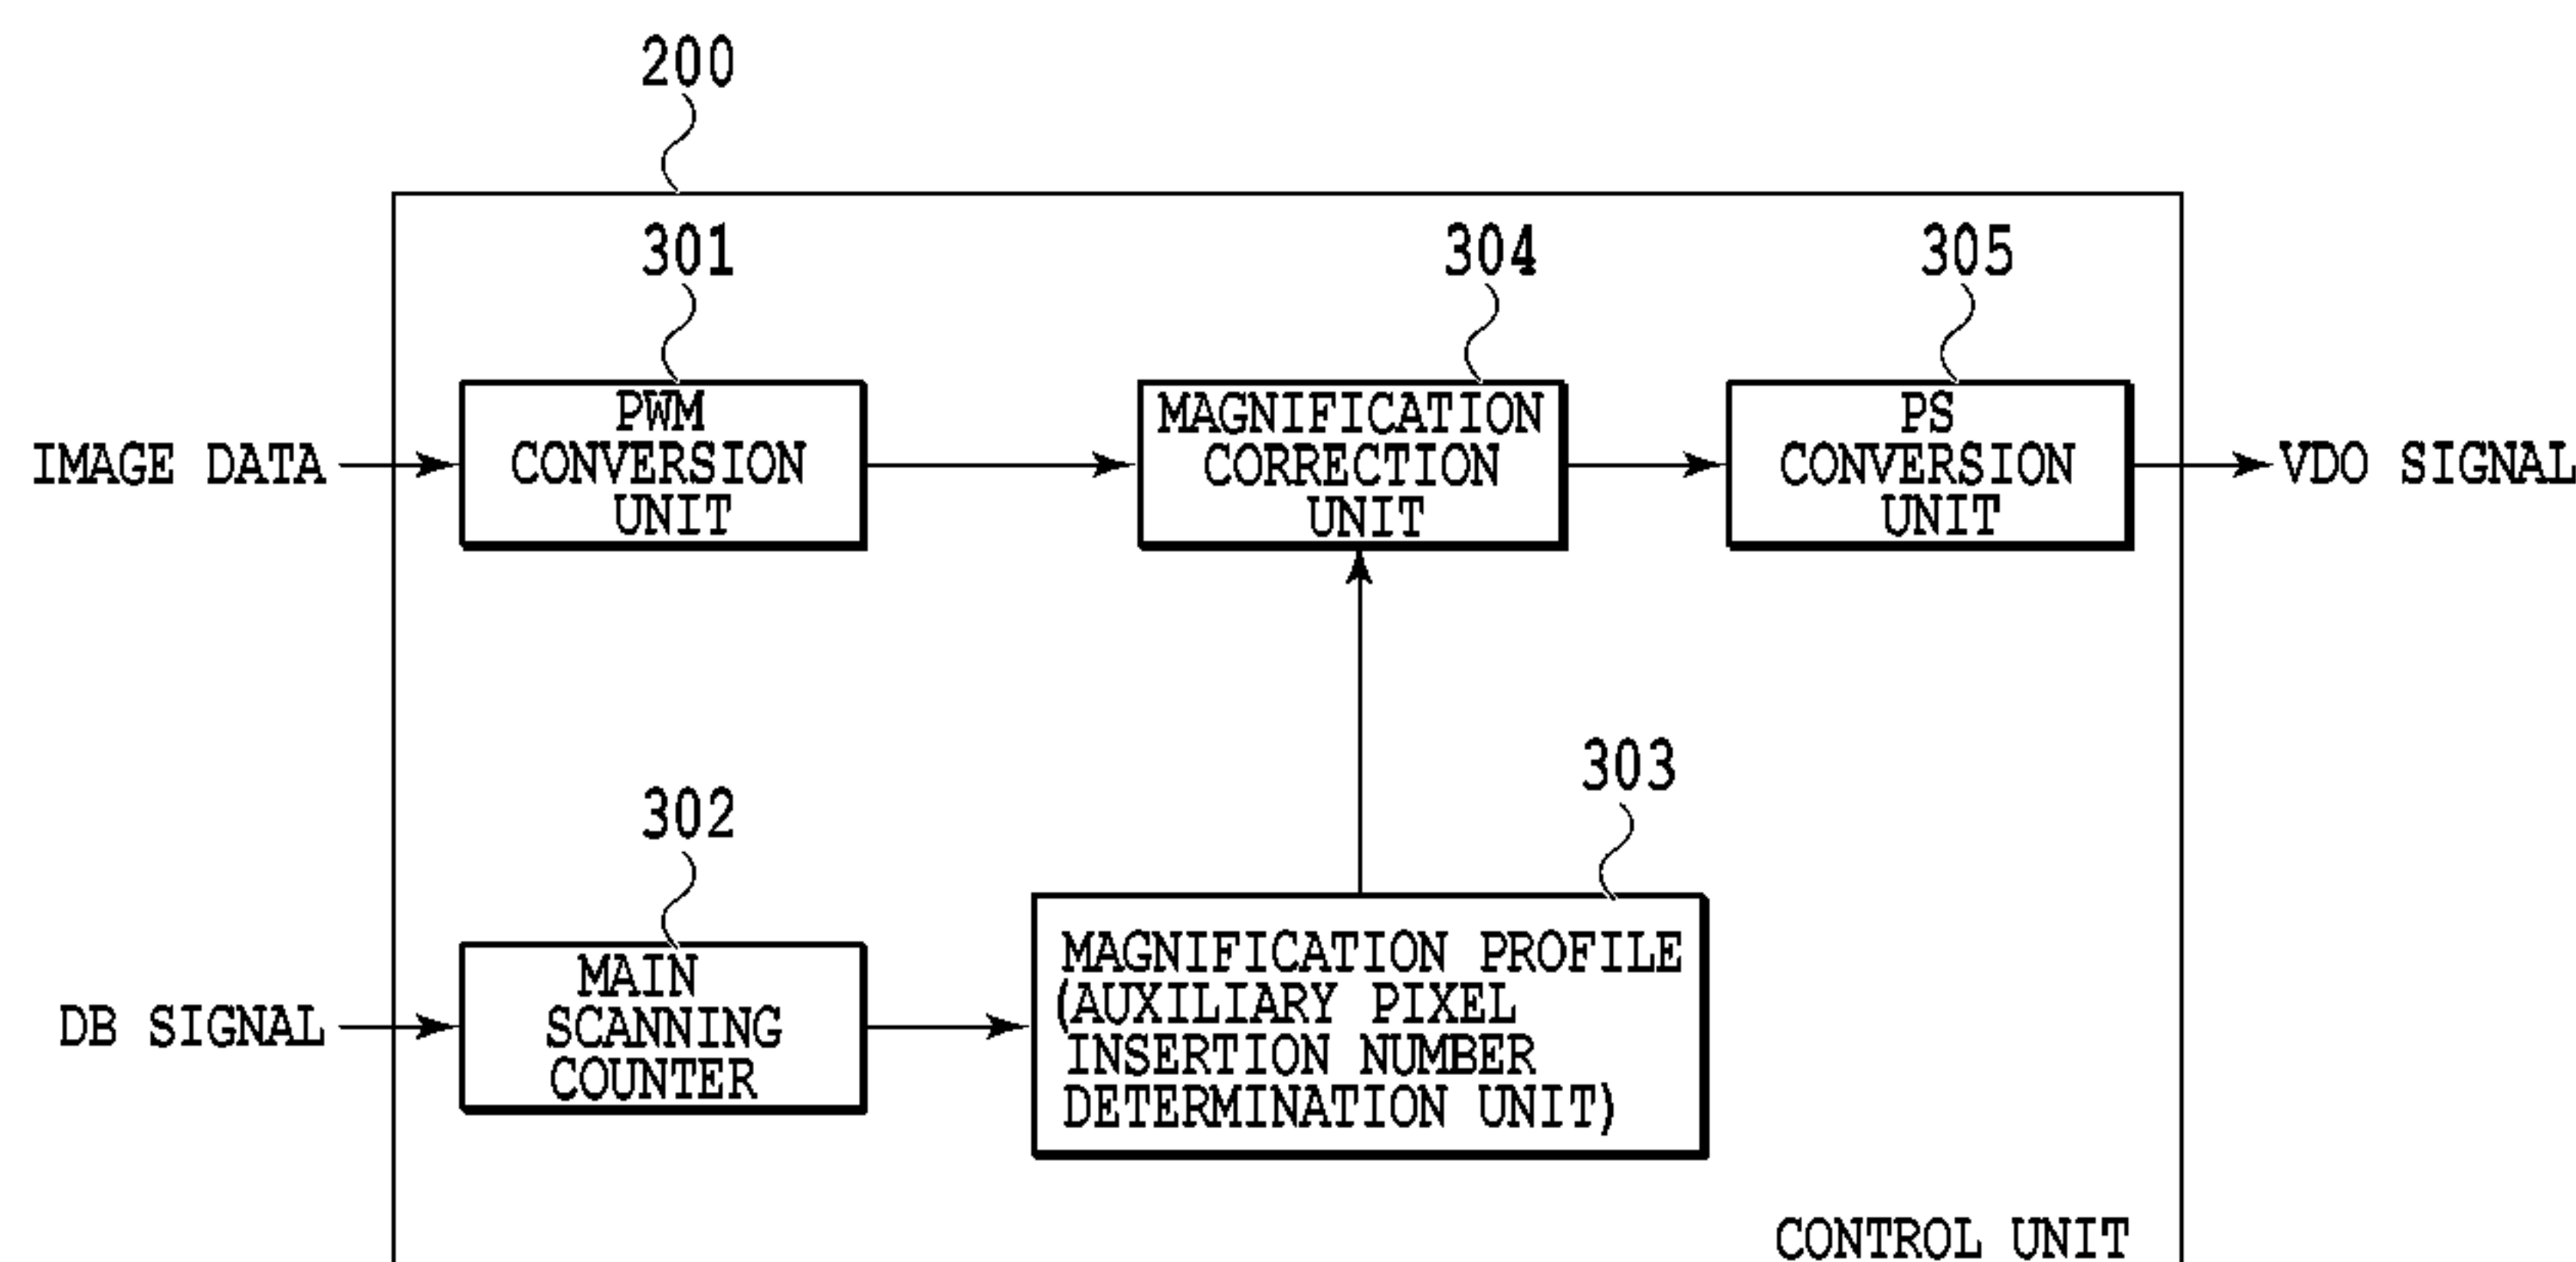 200
301
304
305
IMAGE DATA
PWM
CONVERSION
UNIT
MAGNIFICATION
CORRECTION
UNIT
PS
CONVERSION
UNIT
VDO SIGNAL
302
303
DB SIGNAL
MAIN
SCANNING
COUNTER
MAGNIFICATION PROFILE
(AUXILIARY PIXEL
INSERTION NUMBER
DETERMINATION UNIT)
CONTROL UNIT